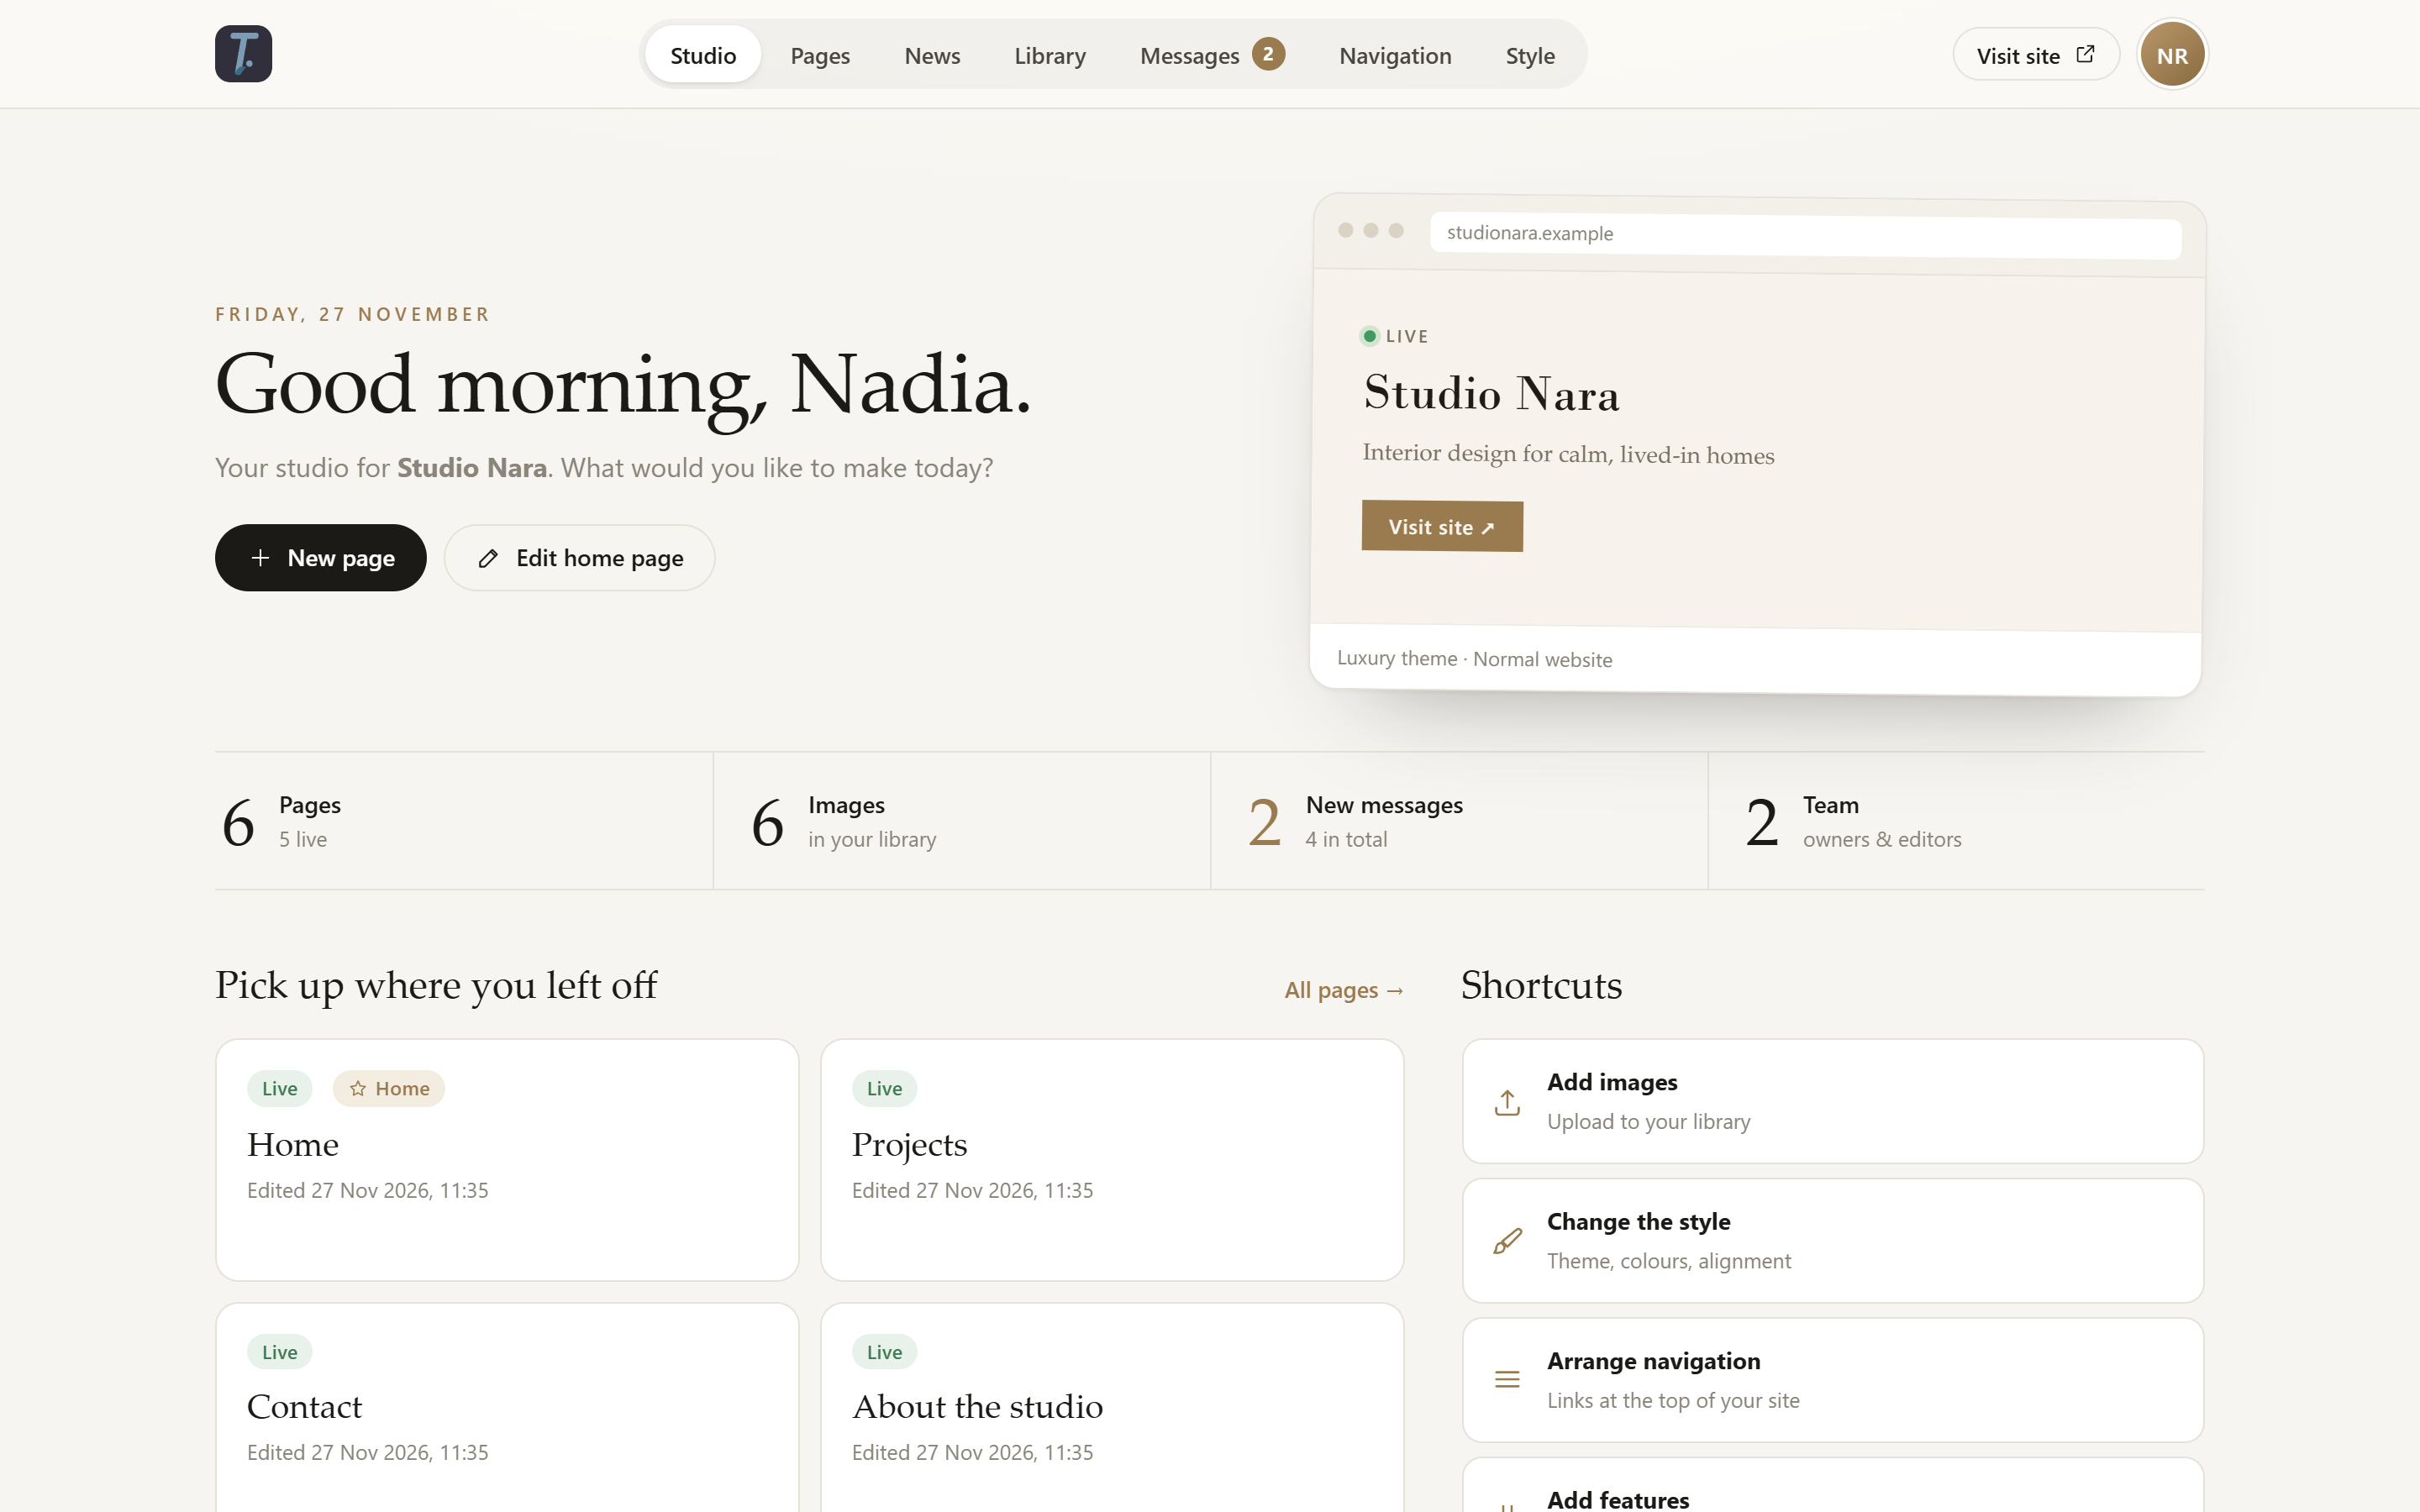 T.
Studio
Pages
News
Library
Messages 2
Navigation
Style
Visit site
NR
FRIDAY, 27 NOVEMBER
Good morning, Nadia.
Your studio for Studio Nara. What would you like to make today?
New page
Edit home page
studionara.example
LIVE
Studio Nara
Interior design for calm, lived-in homes
Visit site ↗
Luxury theme · Normal website
6
Pages
5 live
6
Images
in your library
2
New messages
4 in total
2
Team
owners & editors
Pick up where you left off
All pages →
Live
Home
Home
Edited 27 Nov 2026, 11:35
Live
Projects
Edited 27 Nov 2026, 11:35
Live
Contact
Edited 27 Nov 2026, 11:35
Live
About the studio
Edited 27 Nov 2026, 11:35
Shortcuts
Add images
Upload to your library
Change the style
Theme, colours, alignment
Arrange navigation
Links at the top of your site
Add features